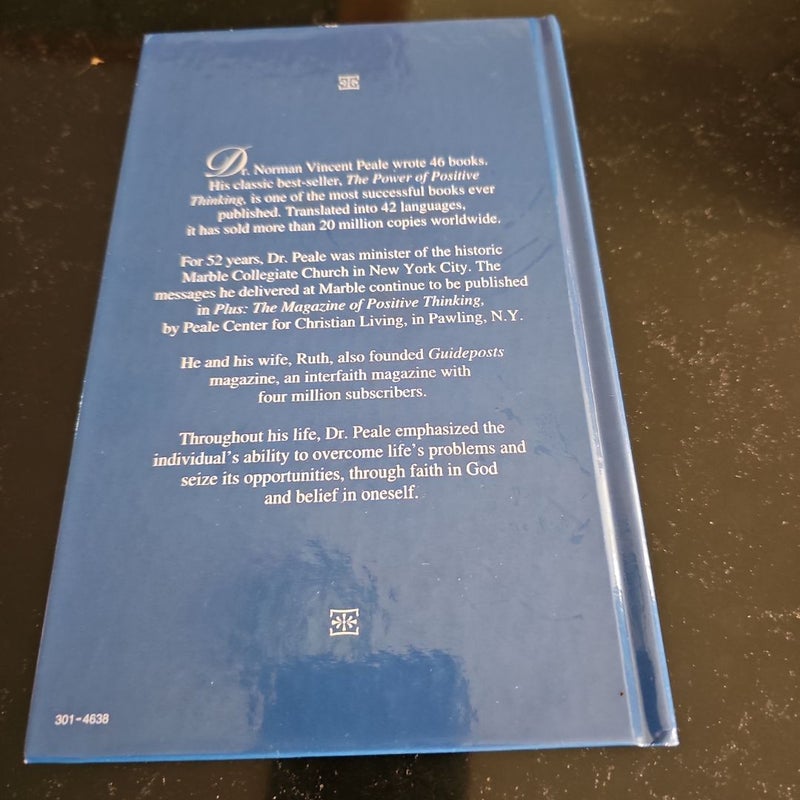 Dr. Norman Vincent Peale wrote 46 books.
His classic best-seller, The Power of Positive
Thinking, is one of the most successful books ever
published. Translated into 42 languages,
it has sold more than 20 million copies worldwide.
For 52 years, Dr. Peale was minister of the historic
Marble Collegiate Church in New York City. The
messages he delivered at Marble continue to be published
in Plus: The Magazine of Positive Thinking,
by Peale Center for Christian Living, in Pawling, N.Y.
He and his wife, Ruth, also founded Guideposts
magazine, an interfaith magazine with
four million subscribers.
Throughout his life, Dr. Peale emphasized the
individual's ability to overcome life's problems and
seize its opportunities, through faith in God
and belief in oneself.
301-4638